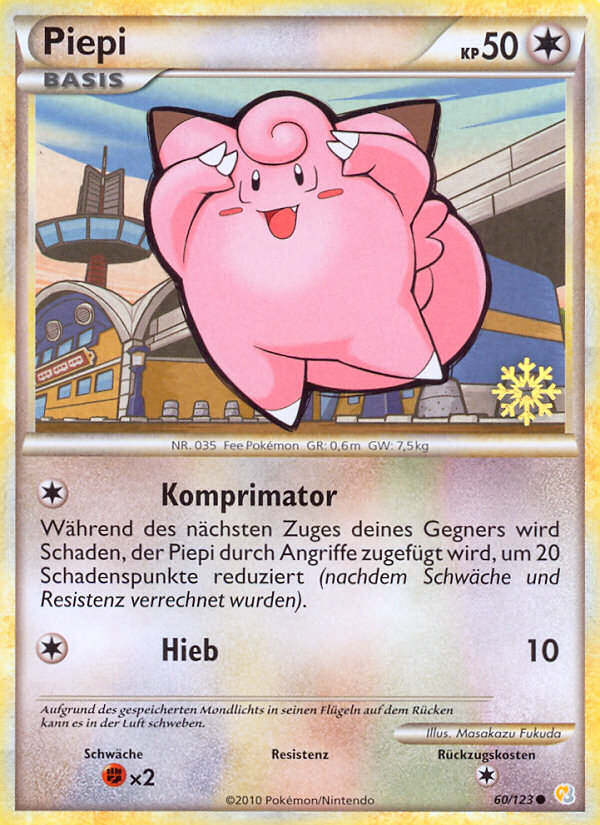 Piepi
KP 50
BASIS
NR. 035 Fee Pokémon GR: 0,6m GW: 7,5kg
Komprimator
Während des nächsten Zuges deines Gegners wird
Schaden, der Piepi durch Angriffe zugefügt wird, um 20
Schadenspunkte reduziert (nachdem Schwäche und
Resistenz verrechnet wurden).
Hieb 10
Aufgrund des gespeicherten Mondlichts in seinen Flügeln auf dem Rücken
kann es in der Luft schweben.
Illus. Masakazu Fukuda
Schwäche Resistenz Rückzugskosten
×2
©2010 Pokémon/Nintendo 60/123